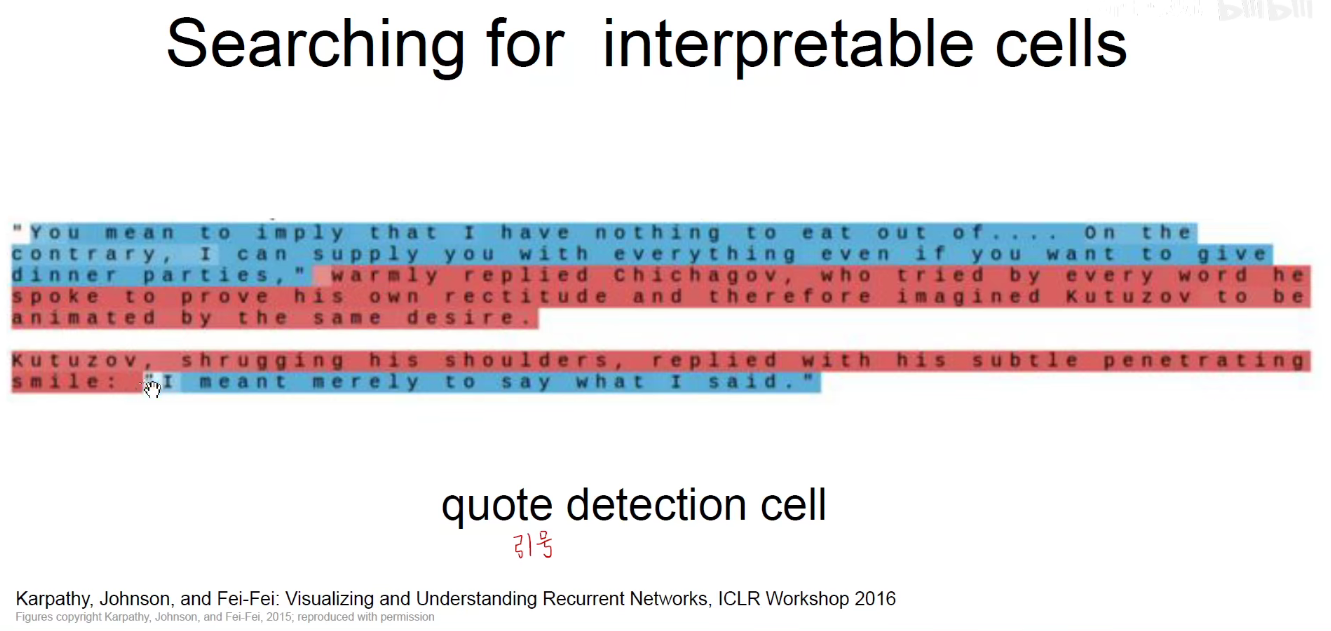 Searching for interpretable cells
"You mean to imply that I have nothing to eat out of.... On the
contrary, I can supply you with everything even if you want to give
dinner parties," warmly replied Chichagov, who tried by every word he
spoke to prove his own rectitude and therefore imagined Kutuzov to be
animated by the same desire.
Kutuzov, shrugging his shoulders, replied with his subtle penetrating
smile: "I meant merely to say what I said."
quote detection cell
引号
Karpathy, Johnson, and Fei-Fei: Visualizing and Understanding Recurrent Networks, ICLR Workshop 2016
Figures copyright Karpathy, Johnson, and Fei-Fei, 2015; reproduced with permission